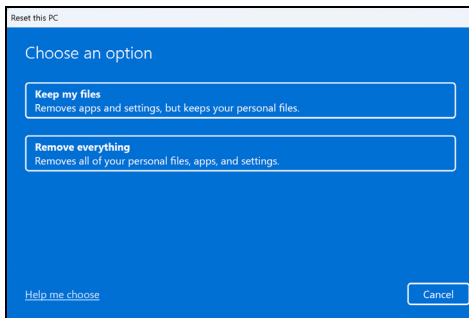 Reset this PC
Choose an option
Keep my files
Removes apps and settings, but keeps your personal files.
Remove everything
Removes all of your personal files, apps, and settings.
Help me choose
Cancel